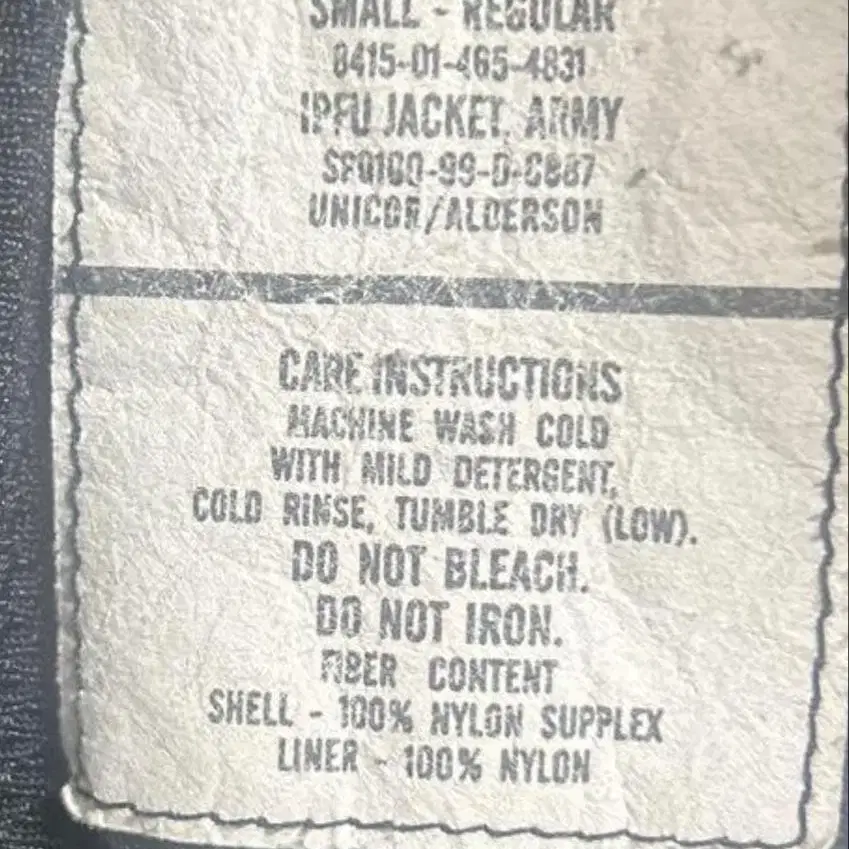 SMALL - REGULAR
8415-01-465-4831
IPFU JACKET, ARMY
SPO100-99-D-CB87
UNICOR/ALDERSON
CARE INSTRUCTIONS
MACHINE WASH COLD
WITH MILD DETERGENT,
COLD RINSE, TUMBLE DRY (LOW).
DO NOT BLEACH.
DO NOT IRON.
FIBER CONTENT
SHELL - 100% NYLON SUPPLEX
LINER - 100% NYLON